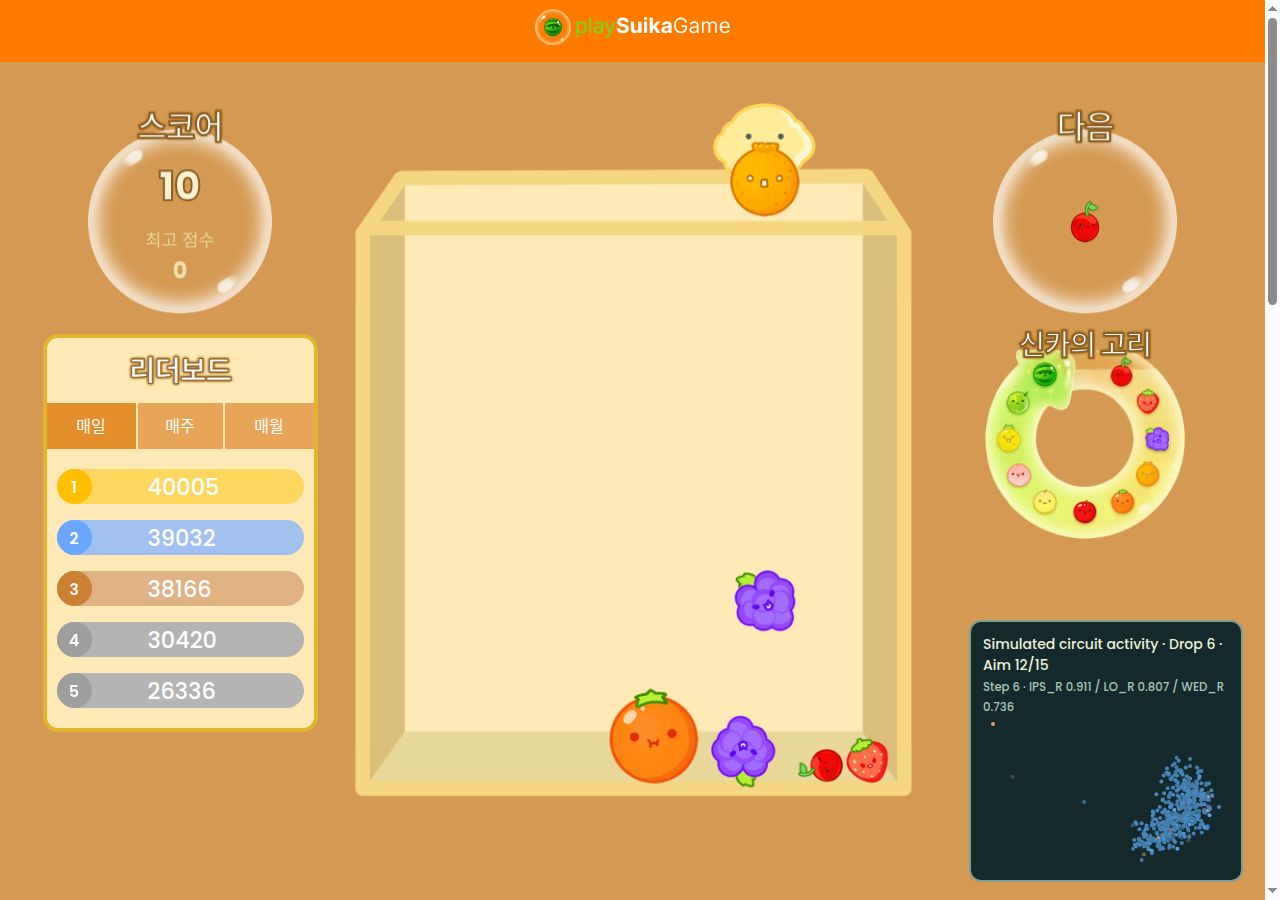 playSuikaGame
스코어
10
최고 점수
0
다음
신카의 고리
리더보드
매일 매주 매월
1 40005
2 39032
3 38166
4 30420
5 26336
Simulated circuit activity · Drop 6 ·
Aim 12/15
Step 6 · IPS_R 0.911 / LO_R 0.807 / WED_R
0.736